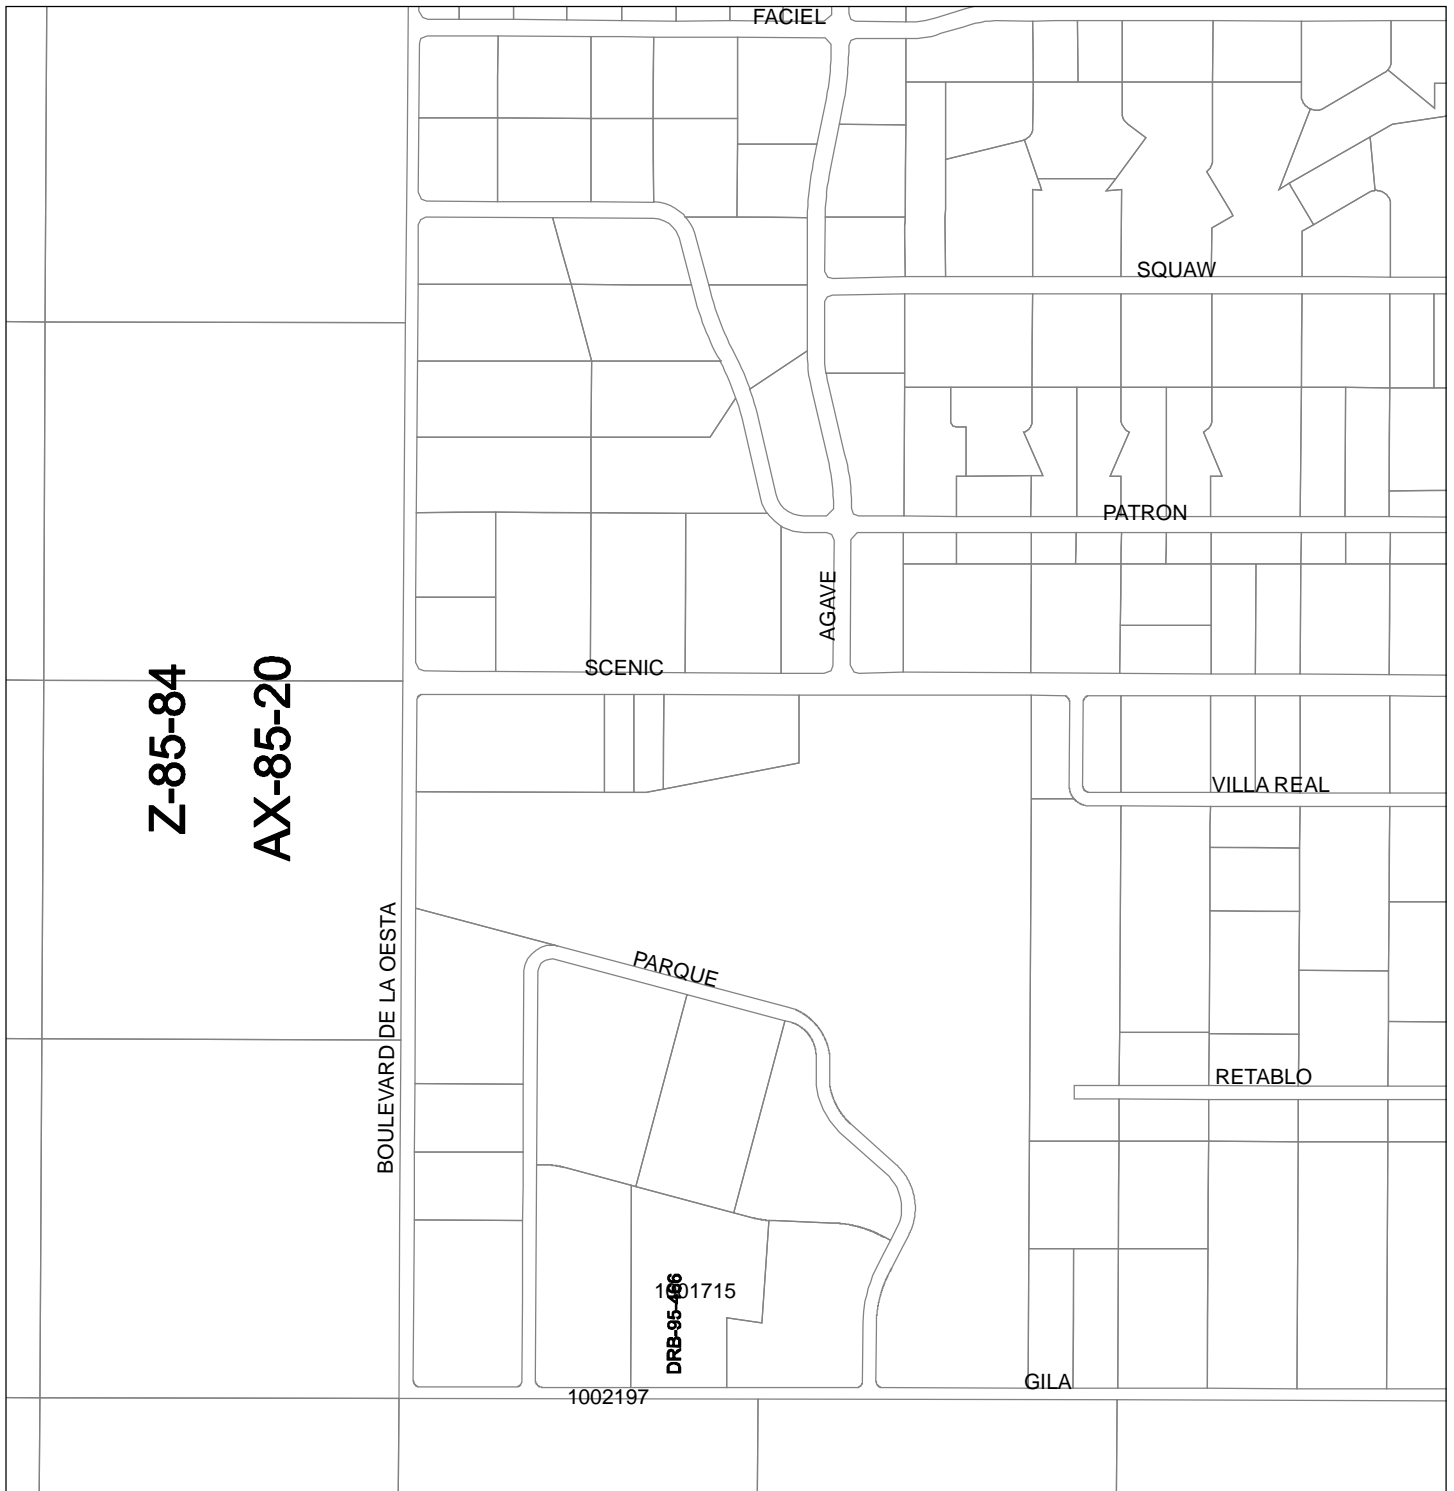 FACIEL
SQUAW
PATRON
AGAVE
SCENIC
Z-85-84
AX-85-20
VILLA REAL
BOULEVARD DE LA OESTA
PARQUE
RETABLO
1001715
GILA
1002197